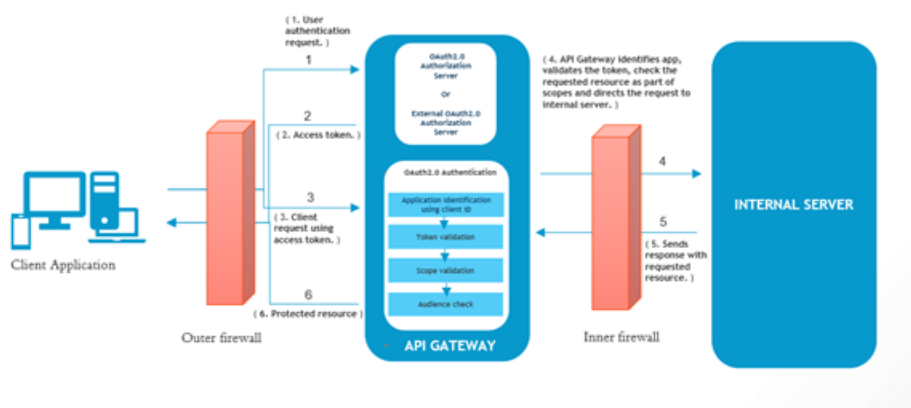 ( 1. User
authentication
request. )
1
2
( 2. Access token. )
3
( 3. Client
request using
access token. )
6
( 6. Protected resource )
Client Application
Outer firewall
OAuth2.0
Authorization
Server
Or
External OAuth2.0
Authorization
Server
OAuth2.0 Authentication
Application identification
using client ID
Token validation
Scope validation
Audience check
API GATEWAY
( 4. API Gateway identifies app,
validates the token, check the
requested resource as part of
scopes and directs the request to
internal server. )
4
5
( 5. Sends
response with
requested
resource. )
Inner firewall
INTERNAL SERVER